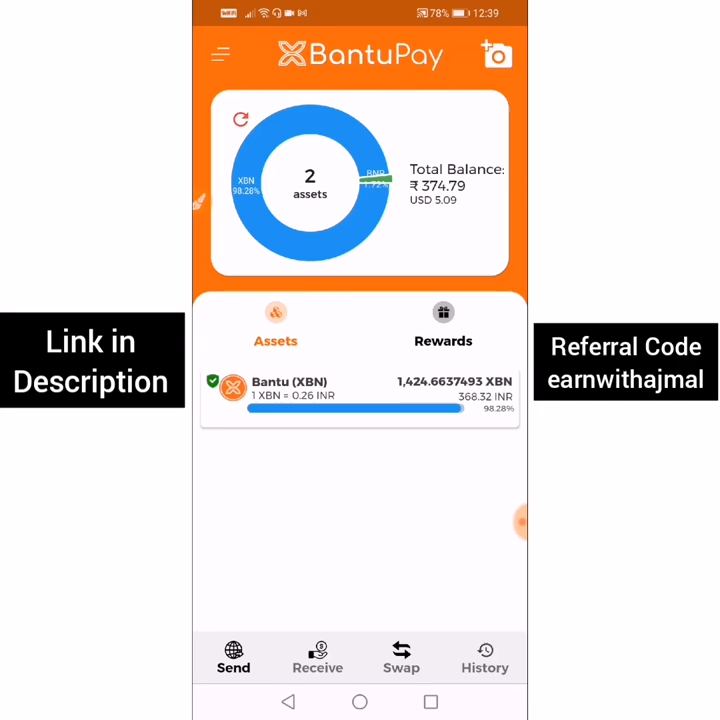 WiFi 78% 12:39
BantuPay
XBN
98.28%
2
assets
BNR
1.72%
Total Balance:
₹ 374.79
USD 5.09
Link in
Description
Assets
Rewards
Referral Code
earnwithajmal
Bantu (XBN) 1,424.6637493 XBN
1 XBN = 0.26 INR 368.32 INR
98.28%
Send Receive Swap History